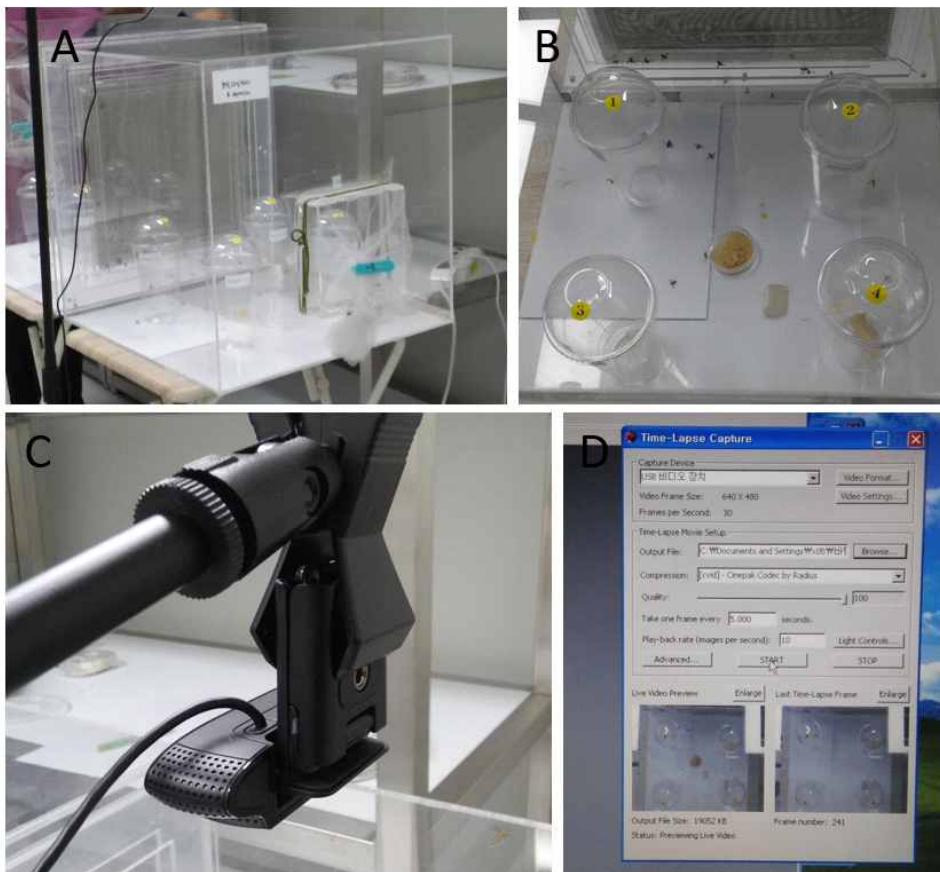 A
B
1
2
3
4
C
D
Time-Lapse Capture
Capture Device
USB 비디오 장치
Video Format...
Video Frame Size: 640 X 480
Video Settings...
Frames per Second: 30
Time-Lapse Movie Setup
Output File:
C:\Documents and Settings\
Browse...
Compression:
[cvid] - Cinepak Codec by Radius
Quality:
100
Take one frame every 5.000 seconds.
Play-back rate (images per second): 10
Light Controls...
Advanced...
START
STOP
Live Video Preview
Enlarge
Last Time-Lapse Frame
Enlarge
Output File Size: 19052 KB
Frame number: 241
Status: Previewing Live Video